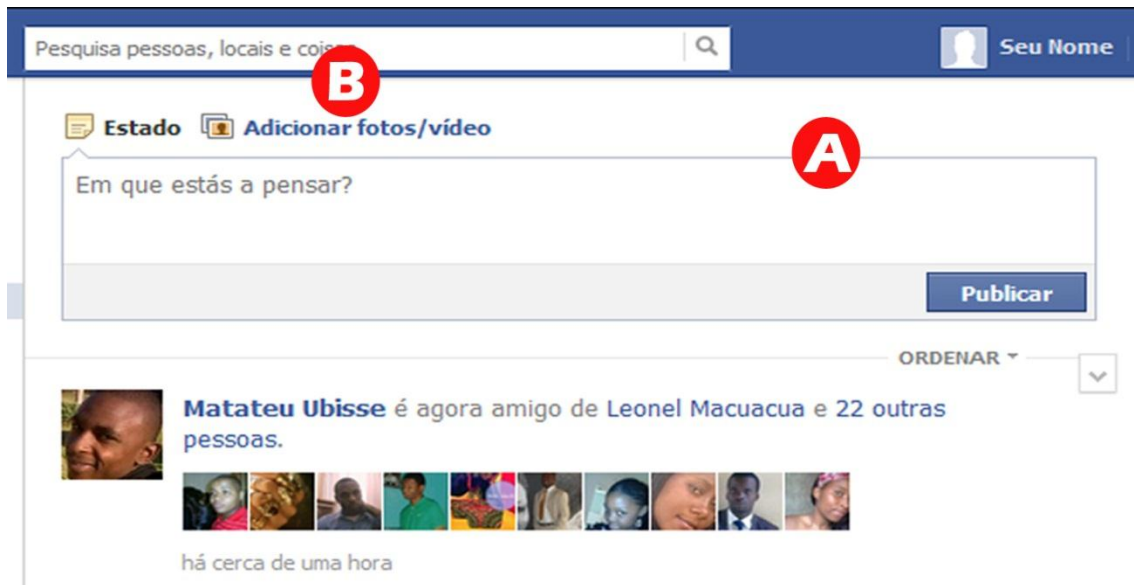 Pesquisa pessoas, locais e coisas
Seu Nome
B
Estado Adicionar fotos/vídeo
A
Em que estás a pensar?
Publicar
ORDENAR
Matateu Ubisse é agora amigo de Leonel Macuacua e 22 outras
pessoas.
há cerca de uma hora